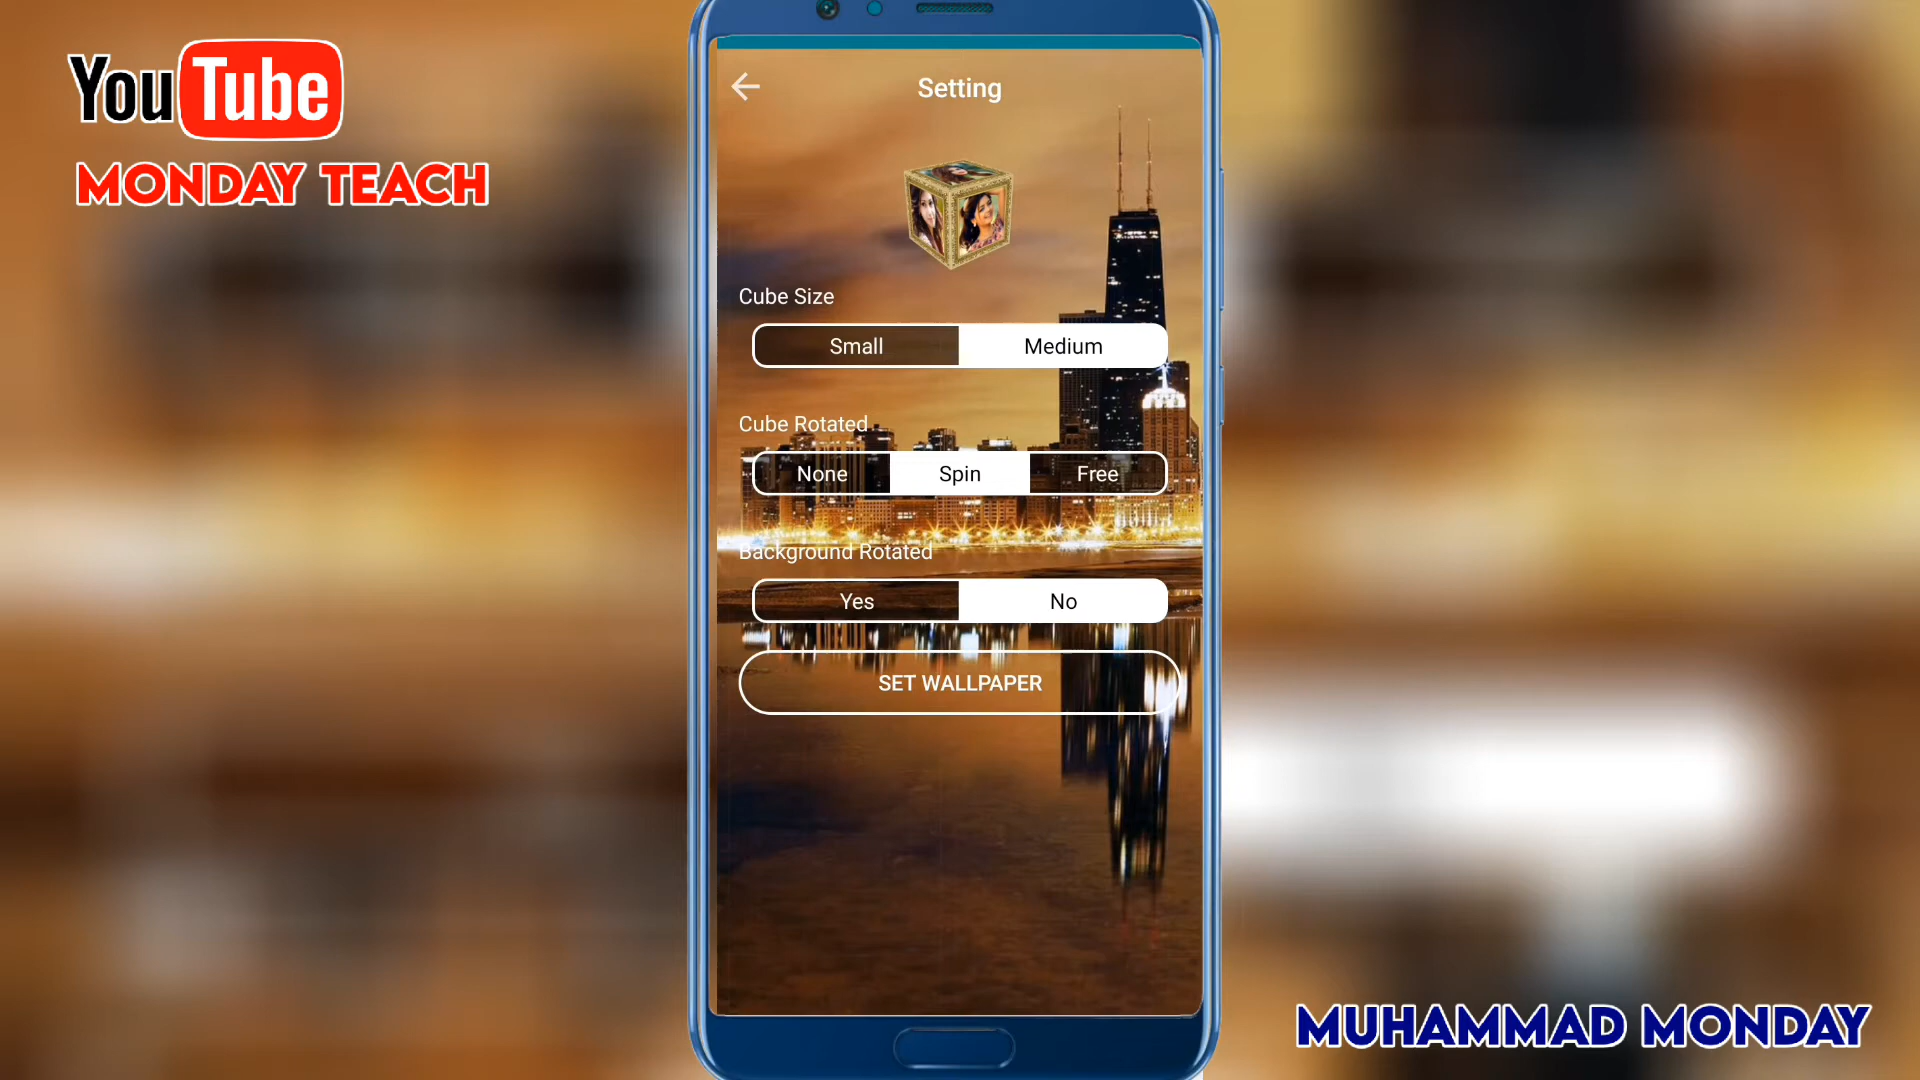 YouTube
MONDAY TEACH
Setting
Cube Size
Small Medium
Cube Rotated
None Spin Free
Background Rotated
Yes No
SET WALLPAPER
MUHAMMAD MONDAY